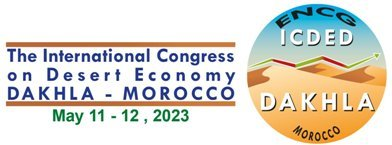 The International Congress
on Desert Economy
DAKHLA - MOROCCO
May 11 - 12 , 2023
ENCG
ICDED
DAKHLA
MOROCCO